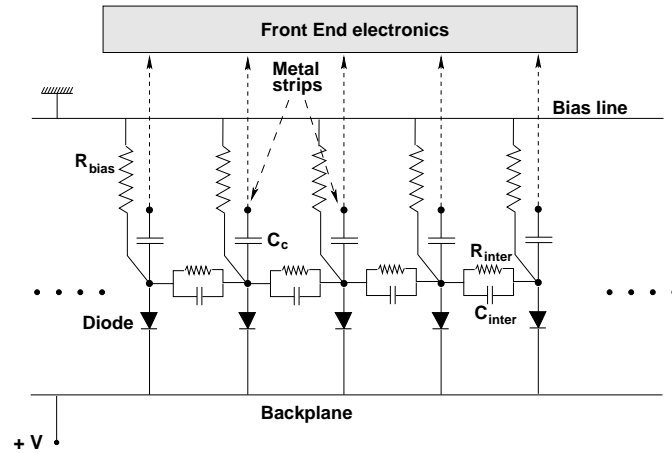 Front End electronics
Metal
strips
Bias line
R_bias
C_c
R_inter
Diode
C_inter
Backplane
+ V